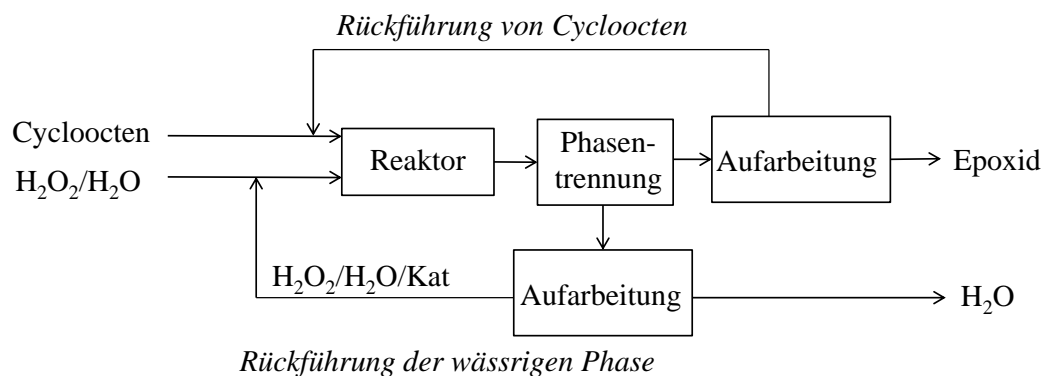 Rückführung von Cycloocten
Cycloocten
H₂O₂/H₂O
Reaktor
Phasen-
trennung
Aufarbeitung
Epoxid
H₂O₂/H₂O/Kat
Aufarbeitung
H₂O
Rückführung der wässrigen Phase